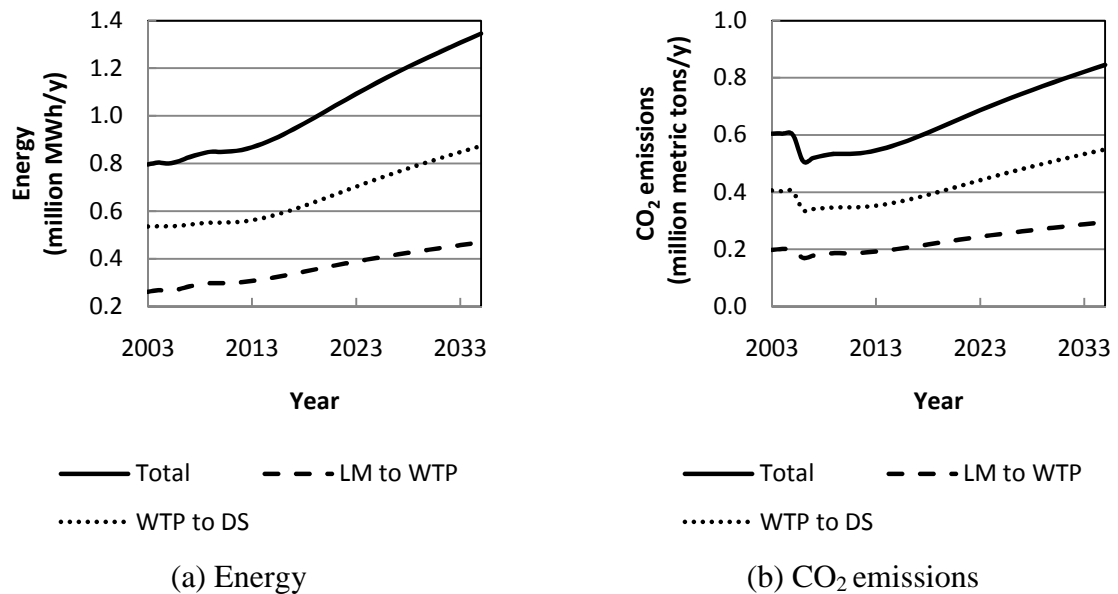 Energy
(million MWh/y)
1.4
1.2
1.0
0.8
0.6
0.4
0.2
2003 2013 2023 2033
Year
Total LM to WTP
WTP to DS
(a) Energy
CO2 emissions
(million metric tons/y)
1.0
0.8
0.6
0.4
0.2
0.0
2003 2013 2023 2033
Year
Total LM to WTP
WTP to DS
(b) CO2 emissions